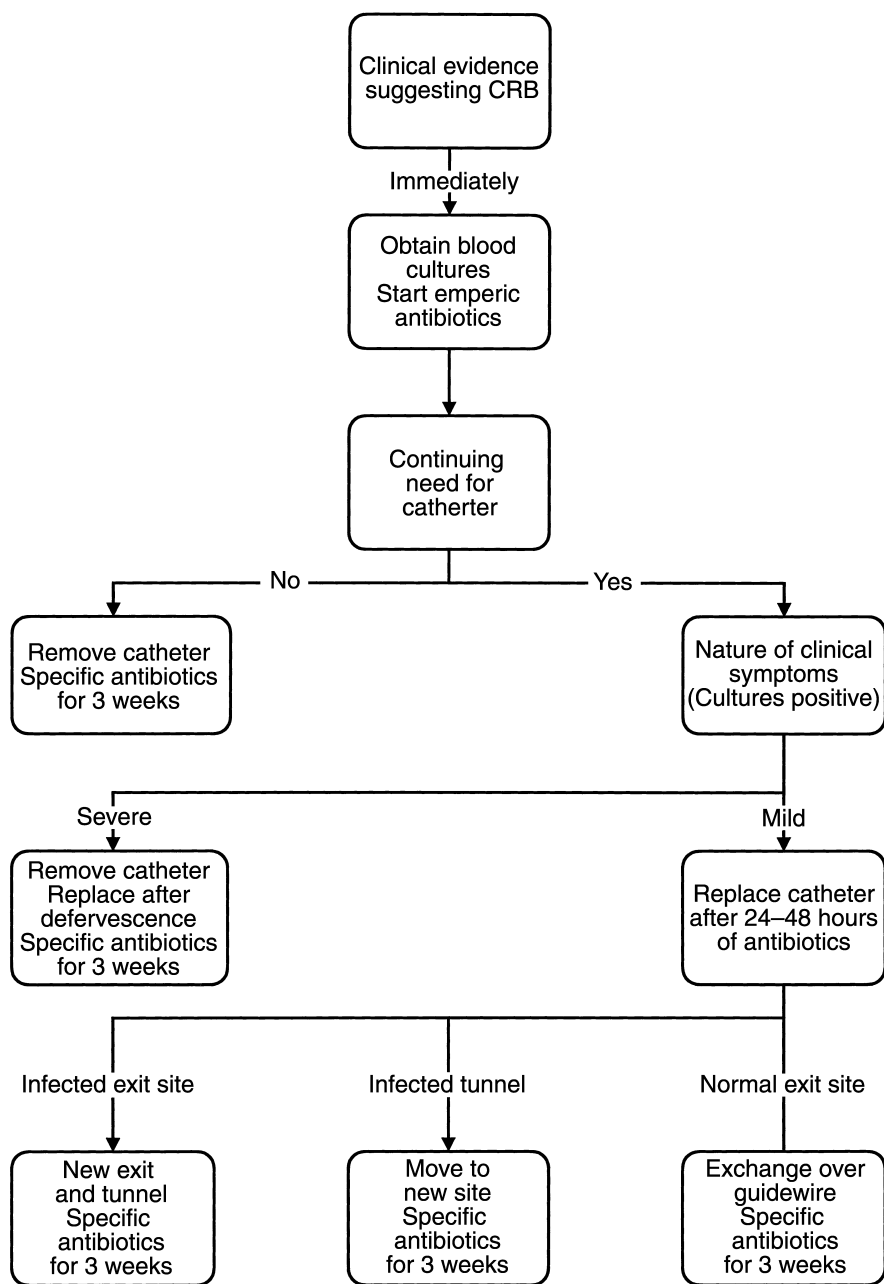 Clinical evidence
suggesting CRB
Immediately
Obtain blood
cultures
Start emperic
antibiotics
Continuing
need for
catherter
No
Yes
Remove catheter
Specific antibiotics
for 3 weeks
Nature of clinical
symptoms
(Cultures positive)
Severe
Mild
Remove catheter
Replace after
defervescence
Specific antibiotics
for 3 weeks
Replace catheter
after 24–48 hours
of antibiotics
Infected exit site
Infected tunnel
Normal exit site
New exit
and tunnel
Specific
antibiotics
for 3 weeks
Move to
new site
Specific
antibiotics
for 3 weeks
Exchange over
guidewire
Specific
antibiotics
for 3 weeks